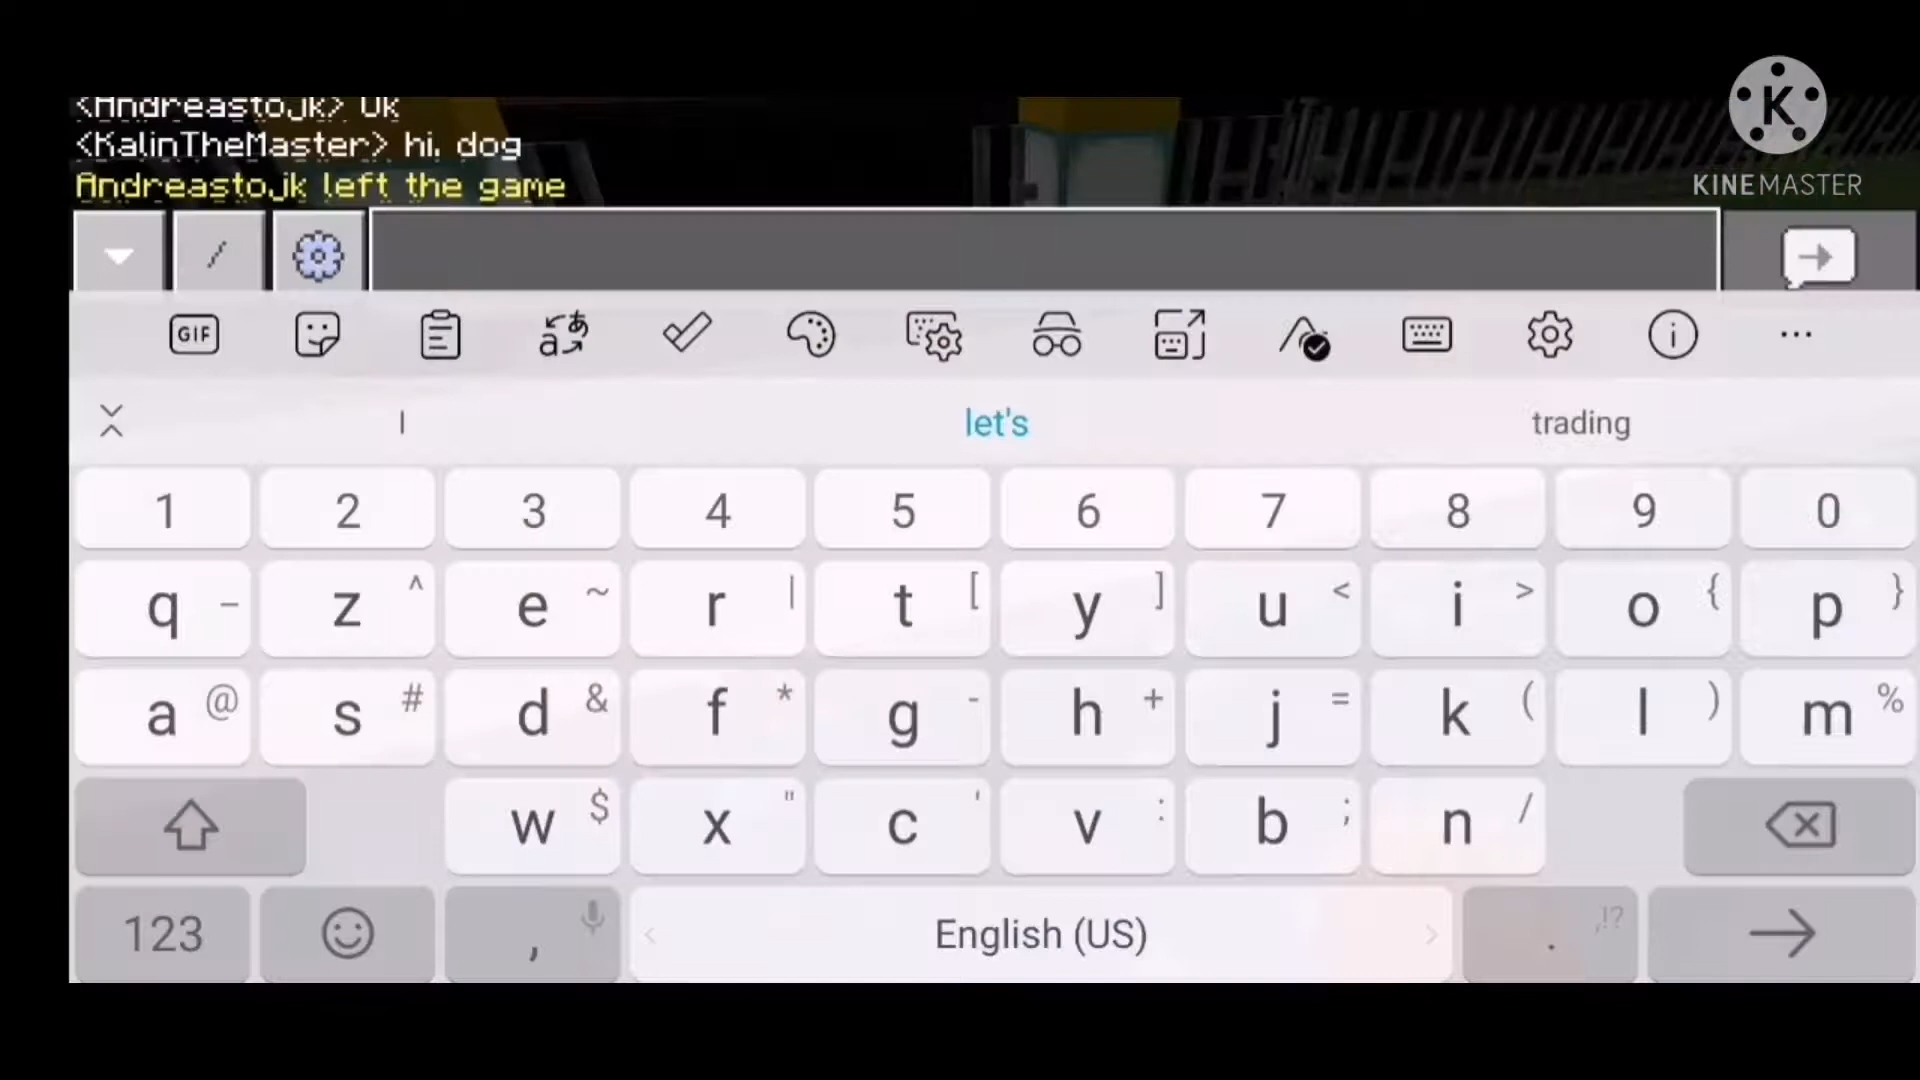 <Andreastojk> Ok
<KalinTheMaster> hi, dog
Andreastojk left the game
/
K
KINEMASTER
GIF
I let's trading
1 2 3 4 5 6 7 8 9 0
q _ z ^ e ~ r | t [ y ] u < i > o { p }
a @ s # d & f * g - h + j = k ( l ) m %
w $ x " c ' v : b ; n /
123 , < English (US) > . ,!?